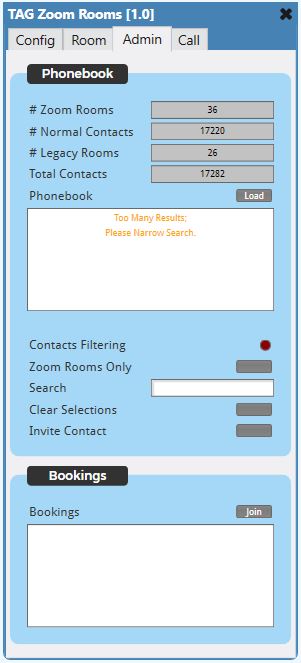 TAG Zoom Rooms [1.0]
Config Room Admin Call
Phonebook
# Zoom Rooms 36
# Normal Contacts 17220
# Legacy Rooms 26
Total Contacts 17282
Phonebook Load
Too Many Results;
Please Narrow Search.
Contacts Filtering
Zoom Rooms Only
Search
Clear Selections
Invite Contact
Bookings
Bookings Join